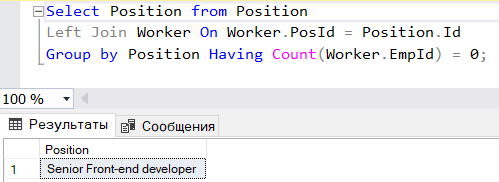 Select Position from Position
Left Join Worker On Worker.PosId = Position.Id
Group by Position Having Count(Worker.EmpId) = 0;
100 %
Результаты Сообщения
Position
1 Senior Front-end developer